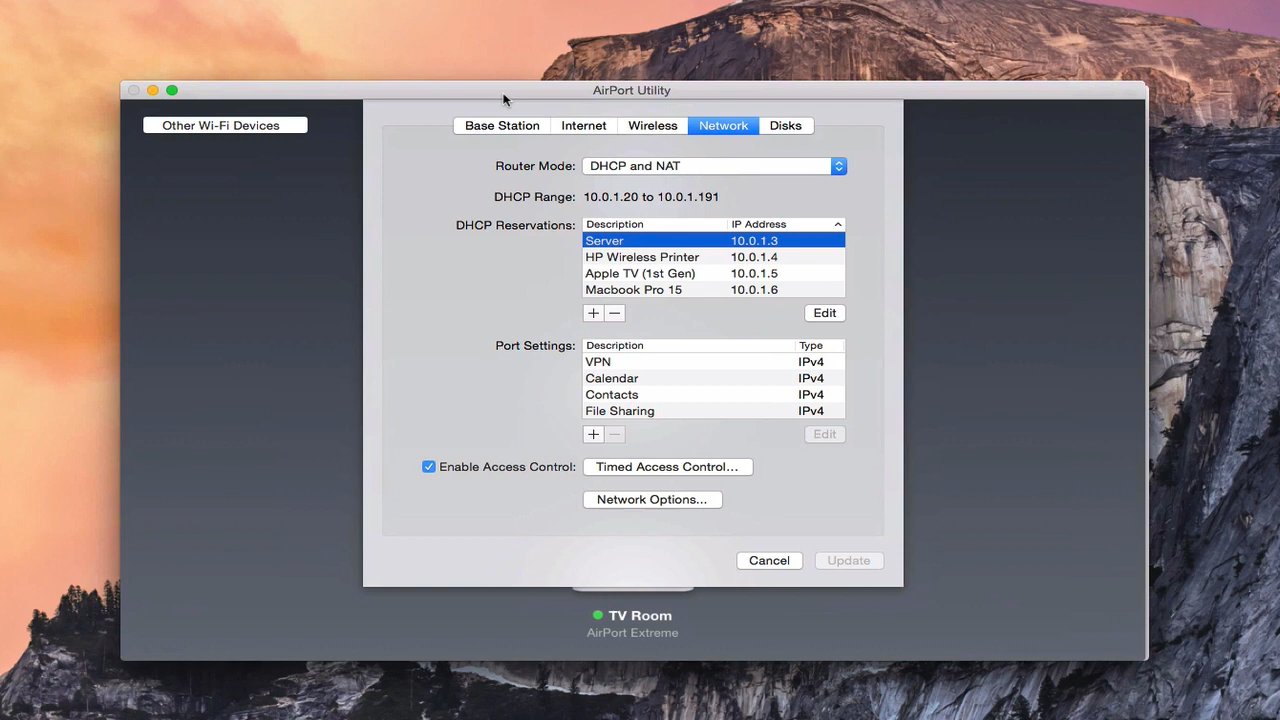 AirPort Utility
Other Wi-Fi Devices
Base Station Internet Wireless Network Disks
Router Mode: DHCP and NAT
DHCP Range: 10.0.1.20 to 10.0.1.191
DHCP Reservations: Description IP Address
Server 10.0.1.3
HP Wireless Printer 10.0.1.4
Apple TV (1st Gen) 10.0.1.5
Macbook Pro 15 10.0.1.6
+ − Edit
Port Settings: Description Type
VPN IPv4
Calendar IPv4
Contacts IPv4
File Sharing IPv4
+ − Edit
Enable Access Control: Timed Access Control...
Network Options...
Cancel Update
TV Room
AirPort Extreme